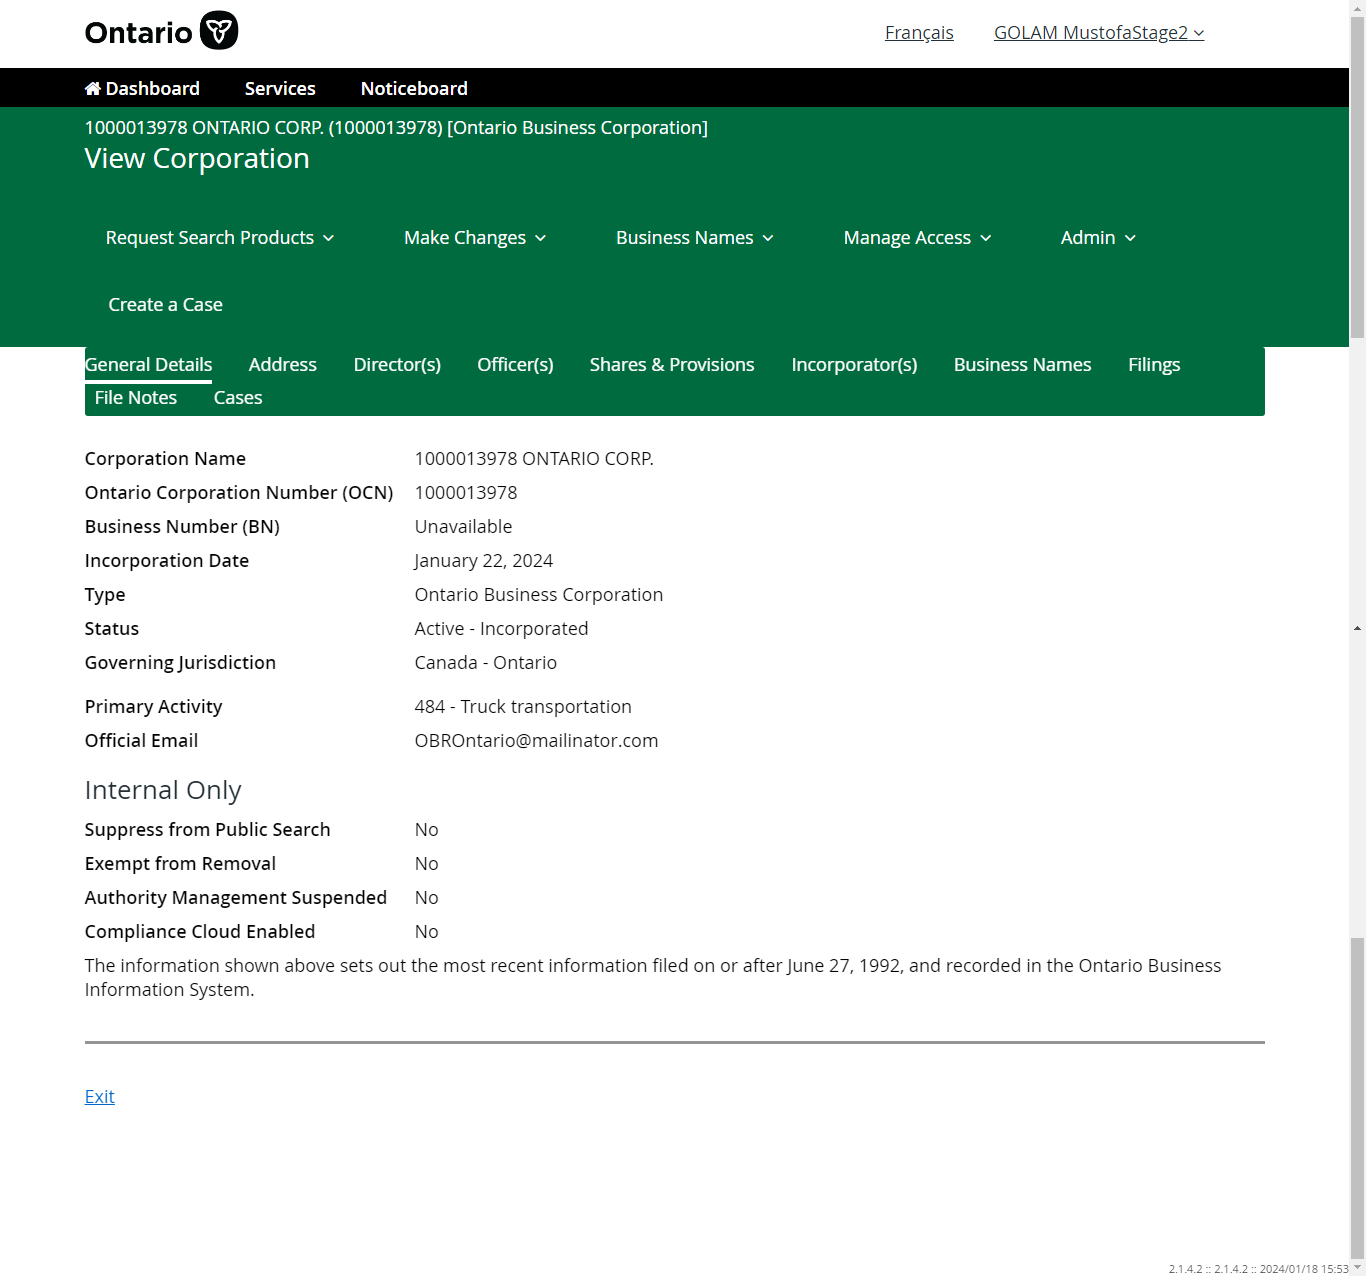 Ontario
Français
GOLAM MustofaStage2
Dashboard
Services
Noticeboard
1000013978 ONTARIO CORP. (1000013978) [Ontario Business Corporation]
View Corporation
Request Search Products
Make Changes
Business Names
Manage Access
Admin
Create a Case
General Details
Address
Director(s)
Officer(s)
Shares & Provisions
Incorporator(s)
Business Names
Filings
File Notes
Cases
Corporation Name 1000013978 ONTARIO CORP.
Ontario Corporation Number (OCN) 1000013978
Business Number (BN) Unavailable
Incorporation Date January 22, 2024
Type Ontario Business Corporation
Status Active - Incorporated
Governing Jurisdiction Canada - Ontario
Primary Activity 484 - Truck transportation
Official Email OBROntario@mailinator.com
Internal Only
Suppress from Public Search No
Exempt from Removal No
Authority Management Suspended No
Compliance Cloud Enabled No
The information shown above sets out the most recent information filed on or after June 27, 1992, and recorded in the Ontario Business
Information System.
Exit
2.1.4.2 :: 2.1.4.2 :: 2024/01/18 15:53